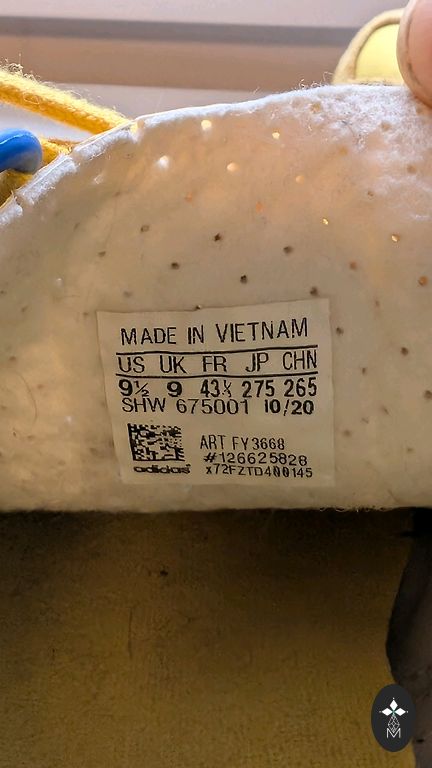 MADE IN VIETNAM
US UK FR JP CHN
9½ 9 43⅓ 275 265
SHW 675001 10/20
ART FY3668
#126625828
adidas x72FZTD400145
M